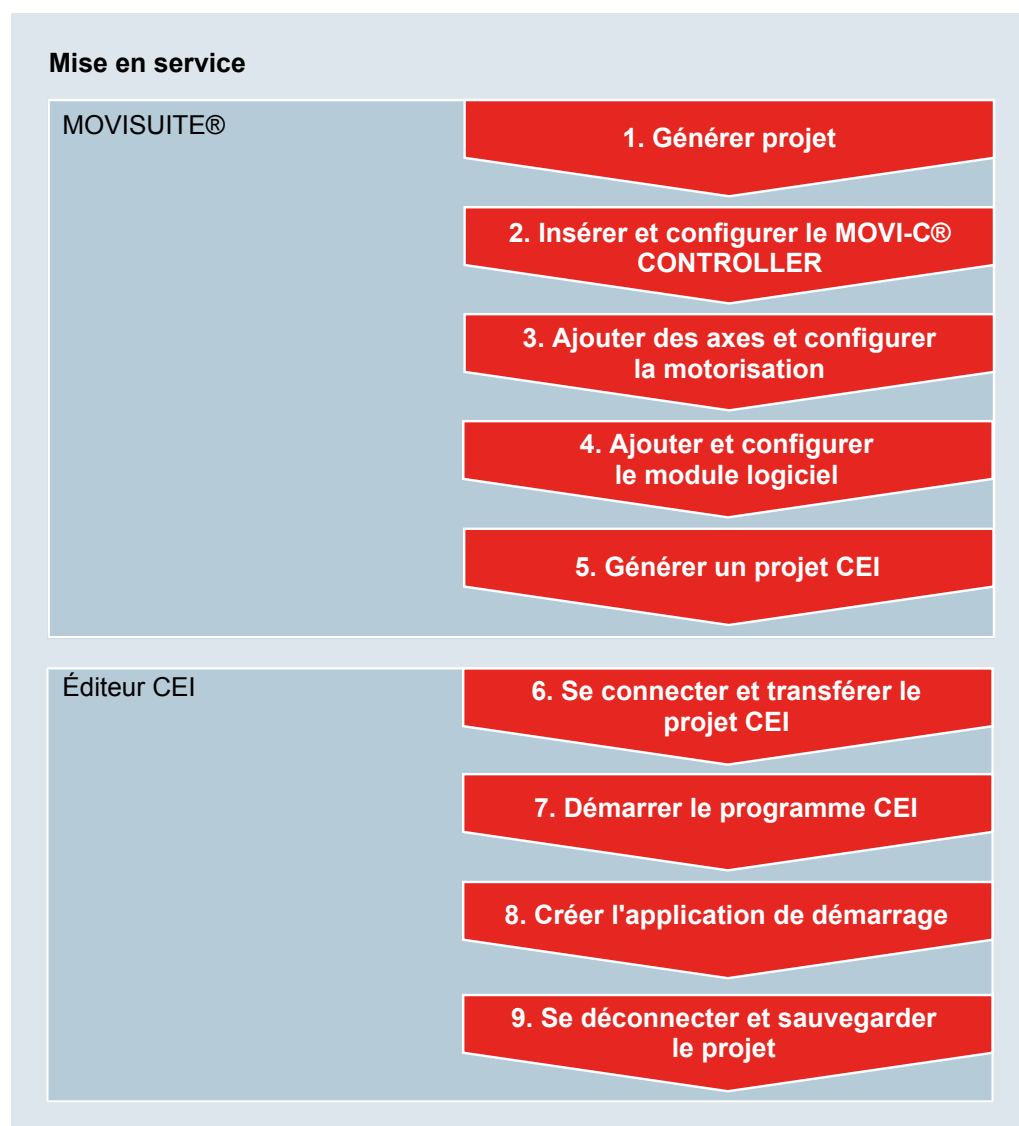 Mise en service
MOVISUITE®
1. Générer projet
2. Insérer et configurer le MOVI-C®
CONTROLLER
3. Ajouter des axes et configurer
la motorisation
4. Ajouter et configurer
le module logiciel
5. Générer un projet CEI
Éditeur CEI
6. Se connecter et transférer le
projet CEI
7. Démarrer le programme CEI
8. Créer l'application de démarrage
9. Se déconnecter et sauvegarder
le projet